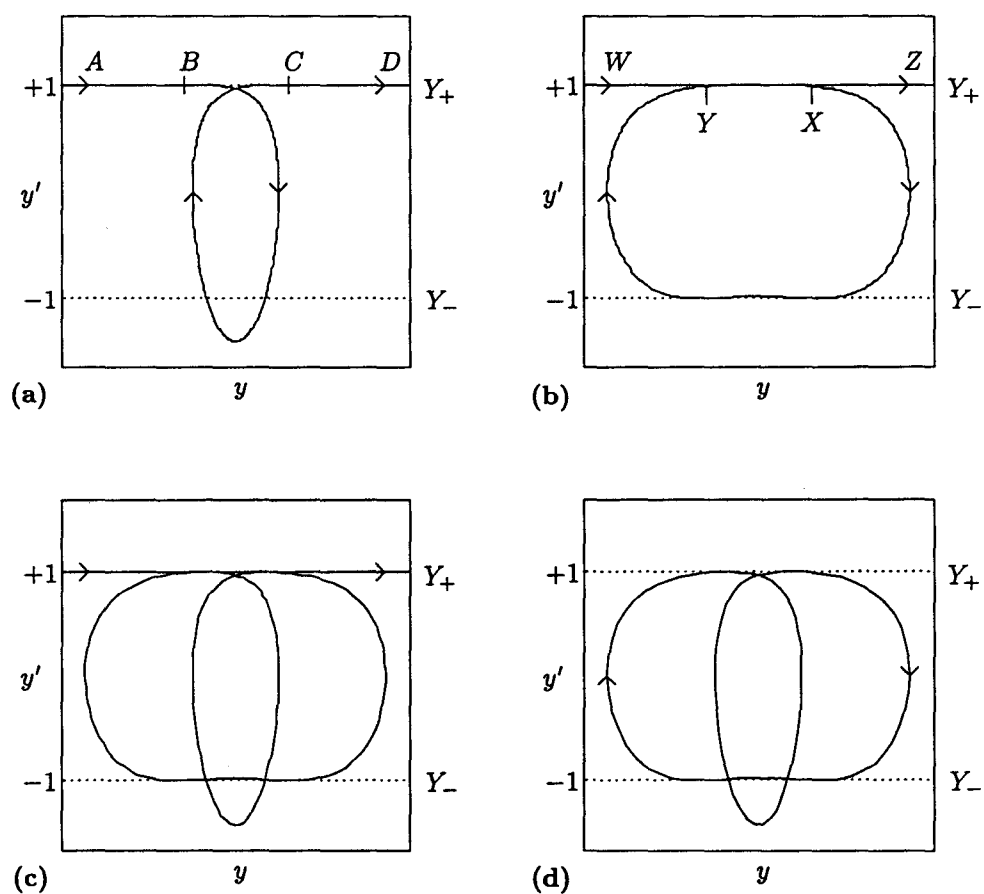 A B C D
+1 Y₊
y′
−1 Y₋
(a) y
W Z
+1 Y₊
Y X
y′
−1 Y₋
(b) y
+1 Y₊
y′
−1 Y₋
(c) y
+1 Y₊
y′
−1 Y₋
(d) y